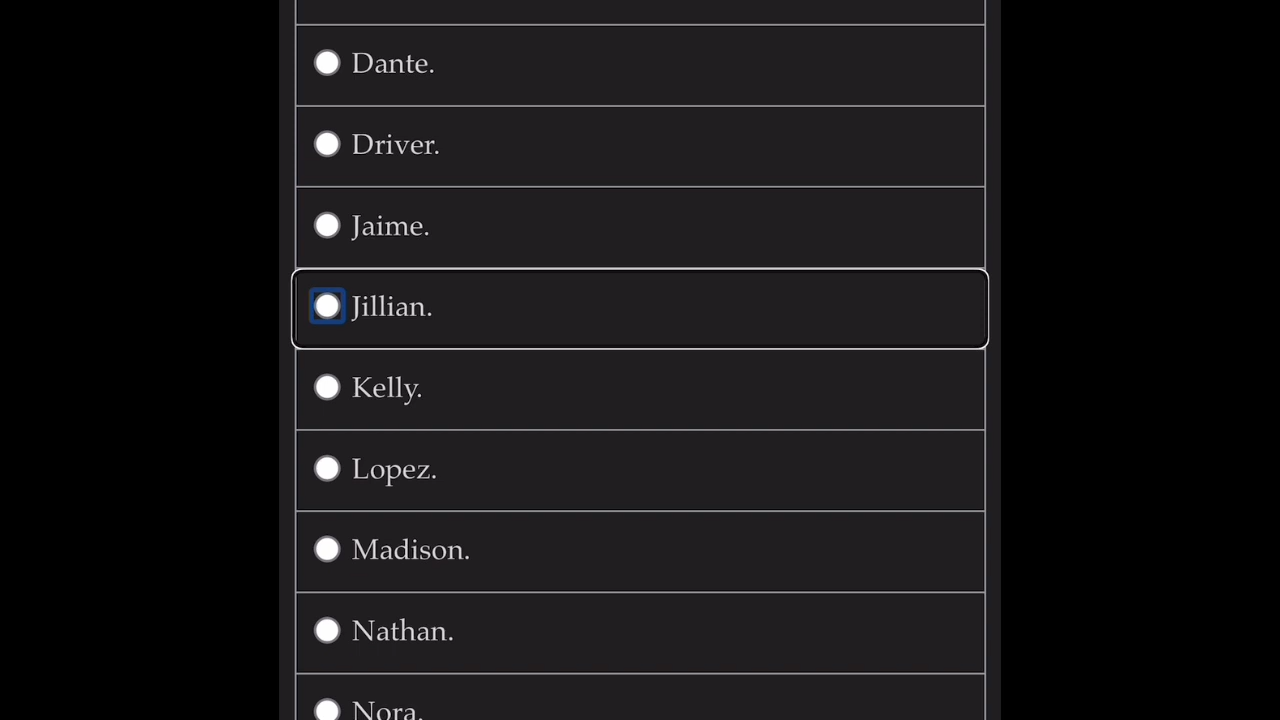 Dante.
Driver.
Jaime.
Jillian.
Kelly.
Lopez.
Madison.
Nathan.
Nora.